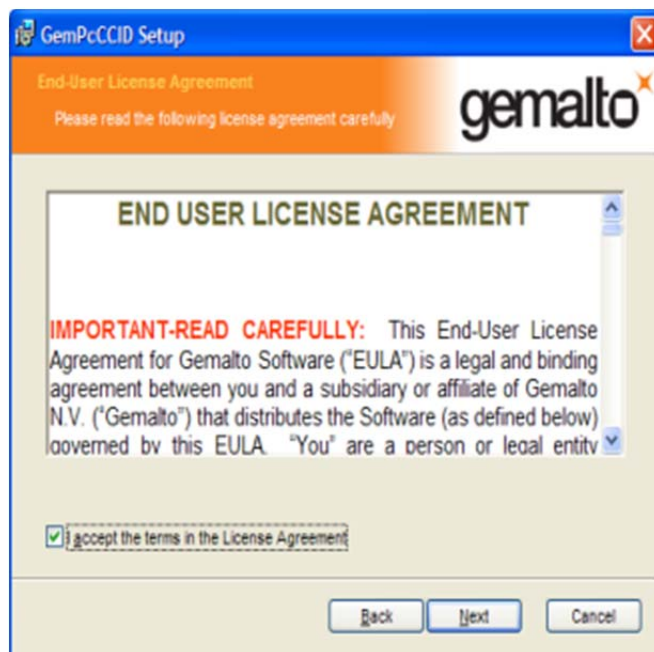 GemPcCCID Setup
End-User License Agreement
Please read the following license agreement carefully
gemalto
END USER LICENSE AGREEMENT
IMPORTANT-READ CAREFULLY: This End-User License
Agreement for Gemalto Software ("EULA") is a legal and binding
agreement between you and a subsidiary or affiliate of Gemalto
N.V. ("Gemalto") that distributes the Software (as defined below)
governed by this EULA. "You" are a person or legal entity
I accept the terms in the License Agreement
Back Next Cancel